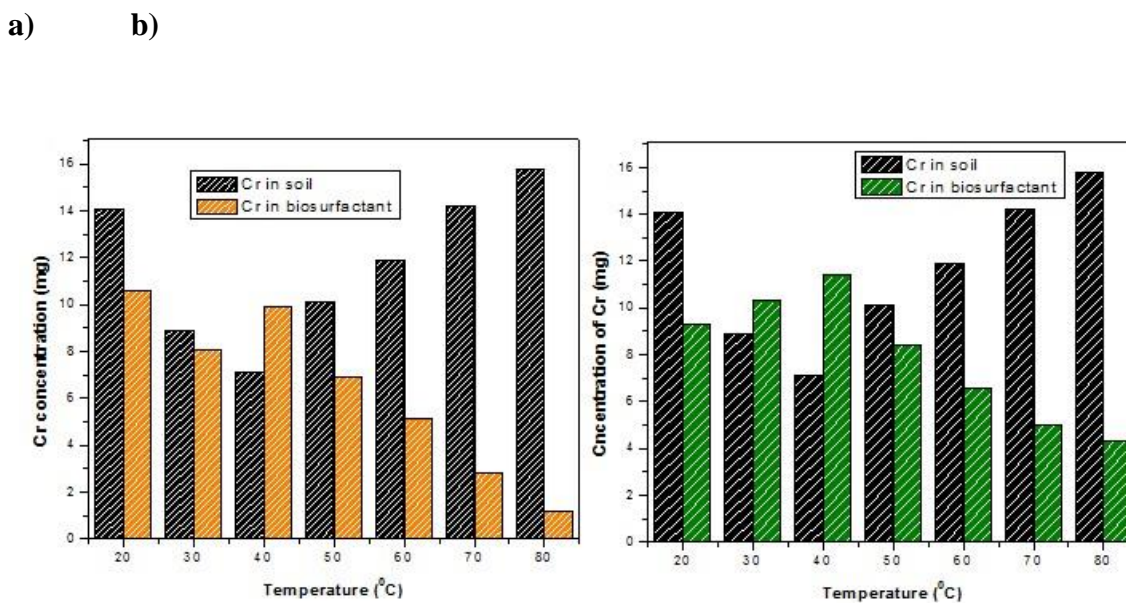 a) b)
Cr concentration (mg)
16
14
12
10
8
6
4
2
0
Cr in soil
Cr in biosurfactant
20 30 40 50 60 70 80
Temperature (⁰C)
Cncentration of Cr (mg)
16
14
12
10
8
6
4
2
0
Cr in soil
Cr in biosurfactant
20 30 40 50 60 70 80
Temperature (⁰C)